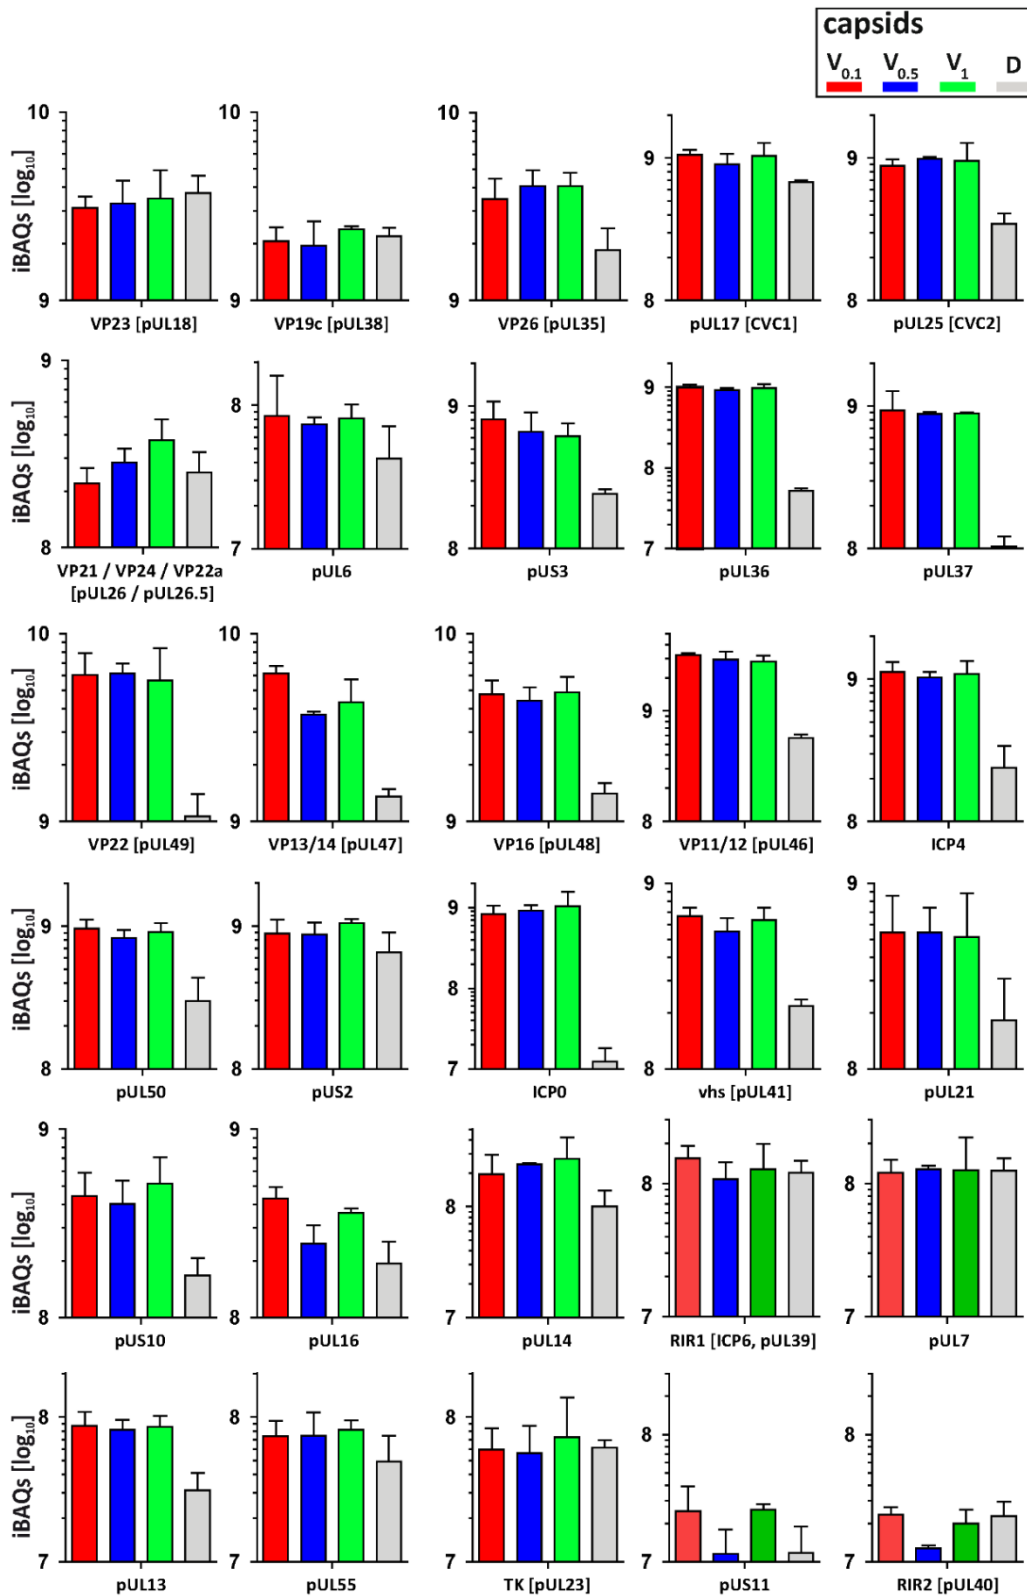 capsids
V0.1 V0.5 V1 D
iBAQs [log10]
10
9
VP23 [pUL18]
10
9
VP19c [pUL38]
10
9
VP26 [pUL35]
9
8
pUL17 [CVC1]
9
8
pUL25 [CVC2]
iBAQs [log10]
9
8
VP21 / VP24 / VP22a
[pUL26 / pUL26.5]
8
7
pUL6
9
8
pUS3
9
8
7
pUL36
9
8
pUL37
iBAQs [log10]
10
9
VP22 [pUL49]
10
9
VP13/14 [pUL47]
10
9
VP16 [pUL48]
9
8
VP11/12 [pUL46]
9
8
ICP4
iBAQs [log10]
9
8
pUL50
9
8
pUS2
9
8
7
ICP0
9
8
vhs [pUL41]
9
8
pUL21
iBAQs [log10]
9
8
pUS10
9
8
pUL16
8
7
pUL14
8
7
RIR1 [ICP6, pUL39]
8
7
pUL7
iBAQs [log10]
8
7
pUL13
8
7
pUL55
8
7
TK [pUL23]
8
7
pUS11
8
7
RIR2 [pUL40]